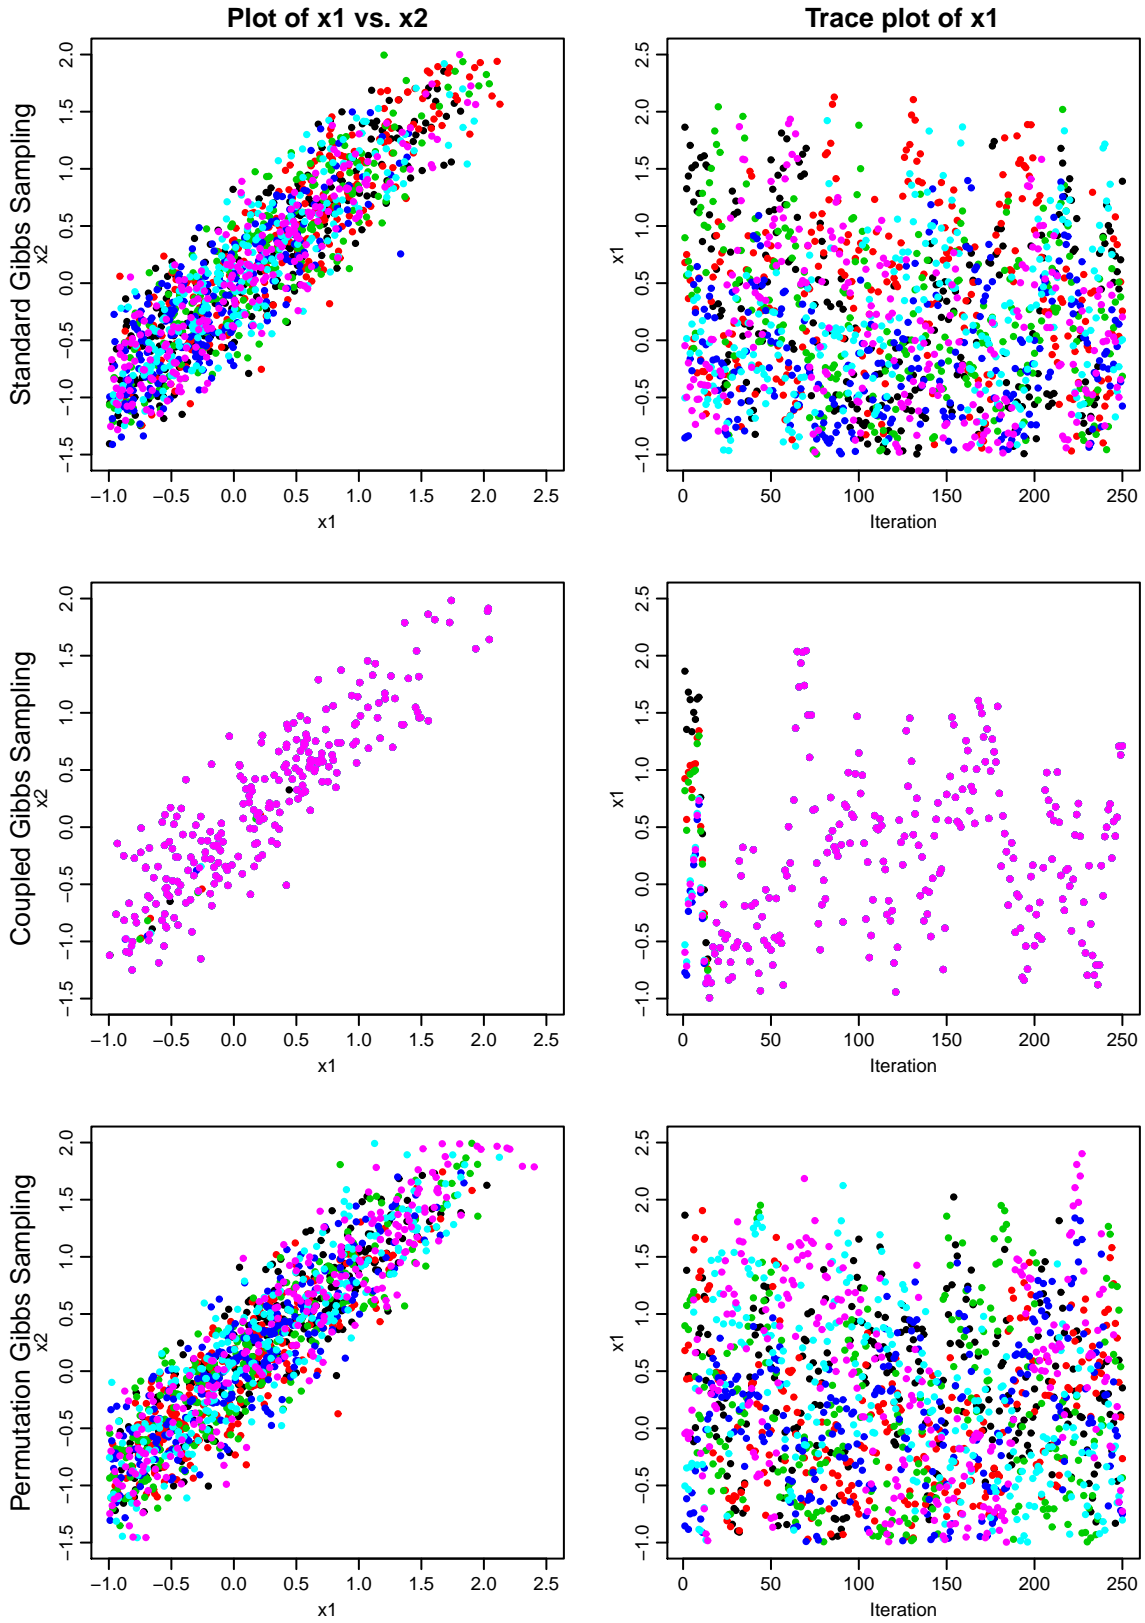 Plot of x1 vs. x2
Trace plot of x1
Standard Gibbs Sampling
x2
2.0
1.5
1.0
0.5
0.0
−0.5
−1.0
−1.5
−1.0 −0.5 0.0 0.5 1.0 1.5 2.0 2.5
x1
x1
2.5
2.0
1.5
1.0
0.5
0.0
−0.5
−1.0
0 50 100 150 200 250
Iteration
Coupled Gibbs Sampling
x2
2.0
1.5
1.0
0.5
0.0
−0.5
−1.0
−1.5
−1.0 −0.5 0.0 0.5 1.0 1.5 2.0 2.5
x1
x1
2.5
2.0
1.5
1.0
0.5
0.0
−0.5
−1.0
0 50 100 150 200 250
Iteration
Permutation Gibbs Sampling
x2
2.0
1.5
1.0
0.5
0.0
−0.5
−1.0
−1.5
−1.0 −0.5 0.0 0.5 1.0 1.5 2.0 2.5
x1
x1
2.5
2.0
1.5
1.0
0.5
0.0
−0.5
−1.0
0 50 100 150 200 250
Iteration